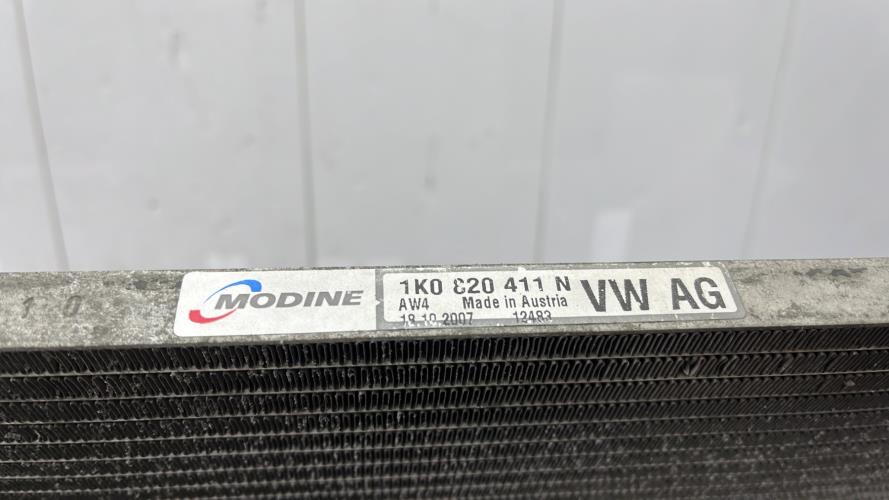 MODINE
1K0 820 411 N VW AG
AW4 Made in Austria
18.10.2007 12483